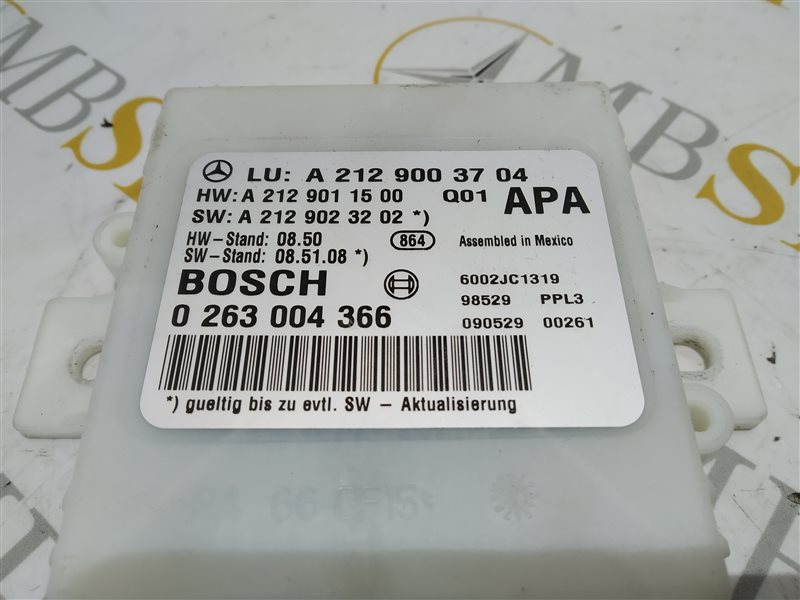 LU: A 212 900 37 04
HW: A 212 901 15 00 Q01 APA
SW: A 212 902 32 02 *)
HW-Stand: 08.50 864 Assembled in Mexico
SW-Stand: 08.51.08 *)
BOSCH 6002JC1319
0 263 004 366 98529 PPL3
090529 00261
*) gueltig bis zu evtl. SW - Aktualisierung